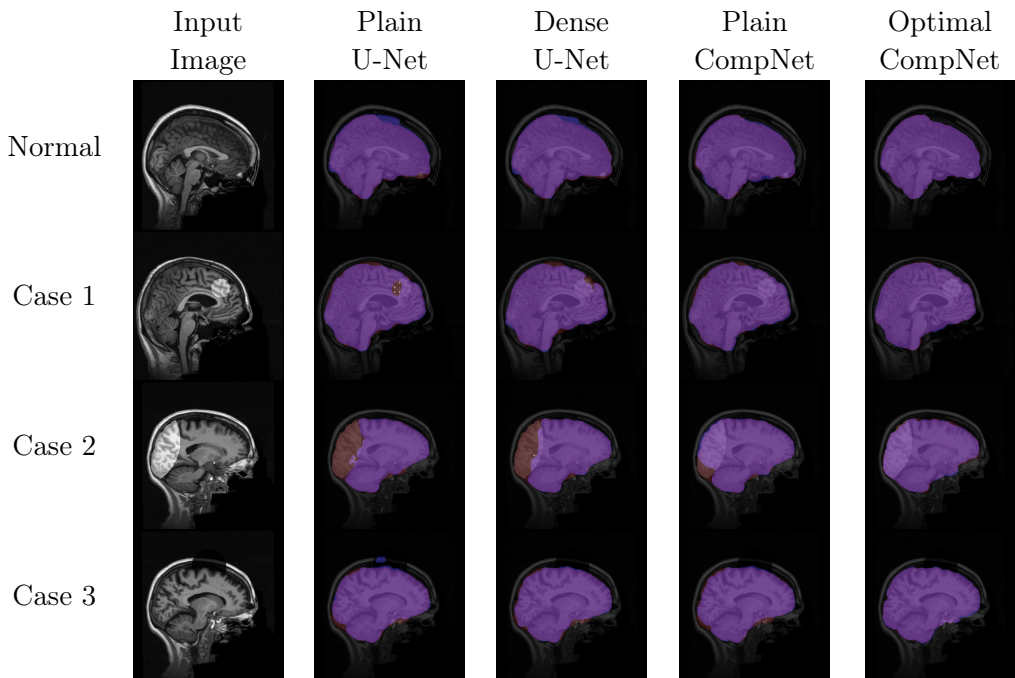 Input Image
Plain U-Net
Dense U-Net
Plain CompNet
Optimal CompNet
Normal
Case 1
Case 2
Case 3